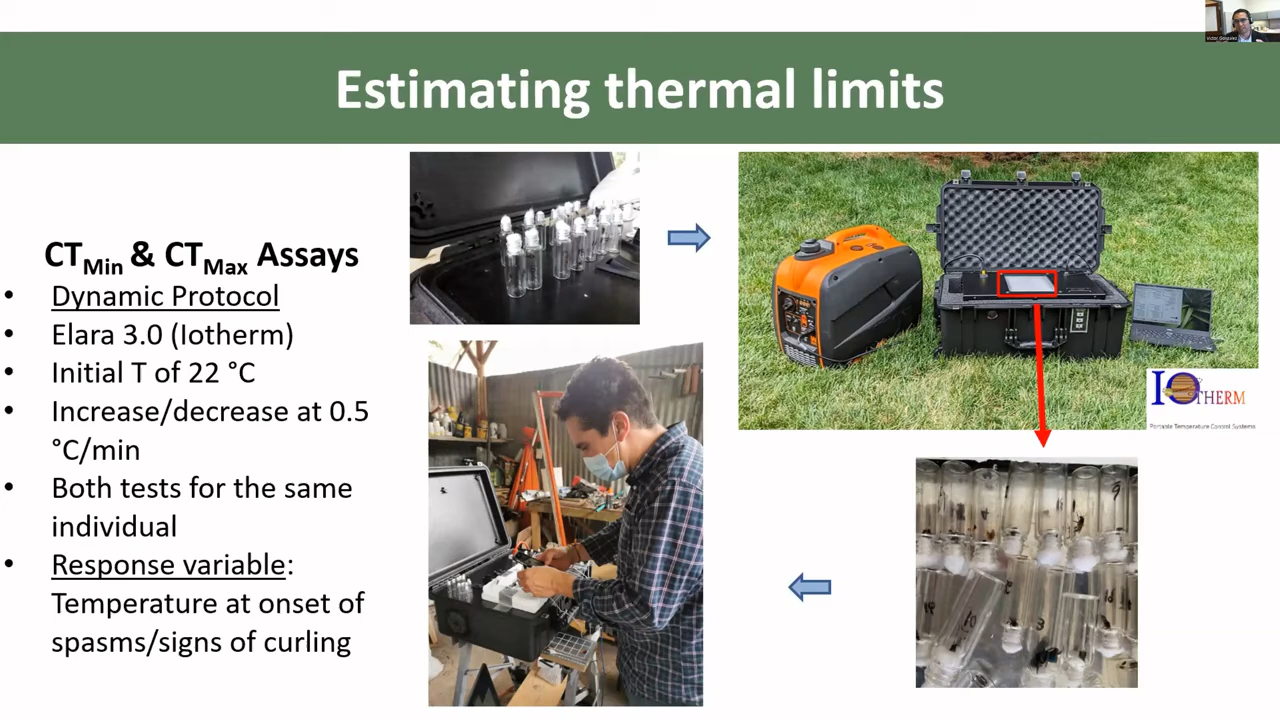 Victor Gonzalez
Estimating thermal limits
CTMin & CTMax Assays
• Dynamic Protocol
• Elara 3.0 (Iotherm)
• Initial T of 22 °C
• Increase/decrease at 0.5
°C/min
• Both tests for the same
individual
• Response variable:
Temperature at onset of
spasms/signs of curling
IOTHERM
Portable Temperature Control Systems